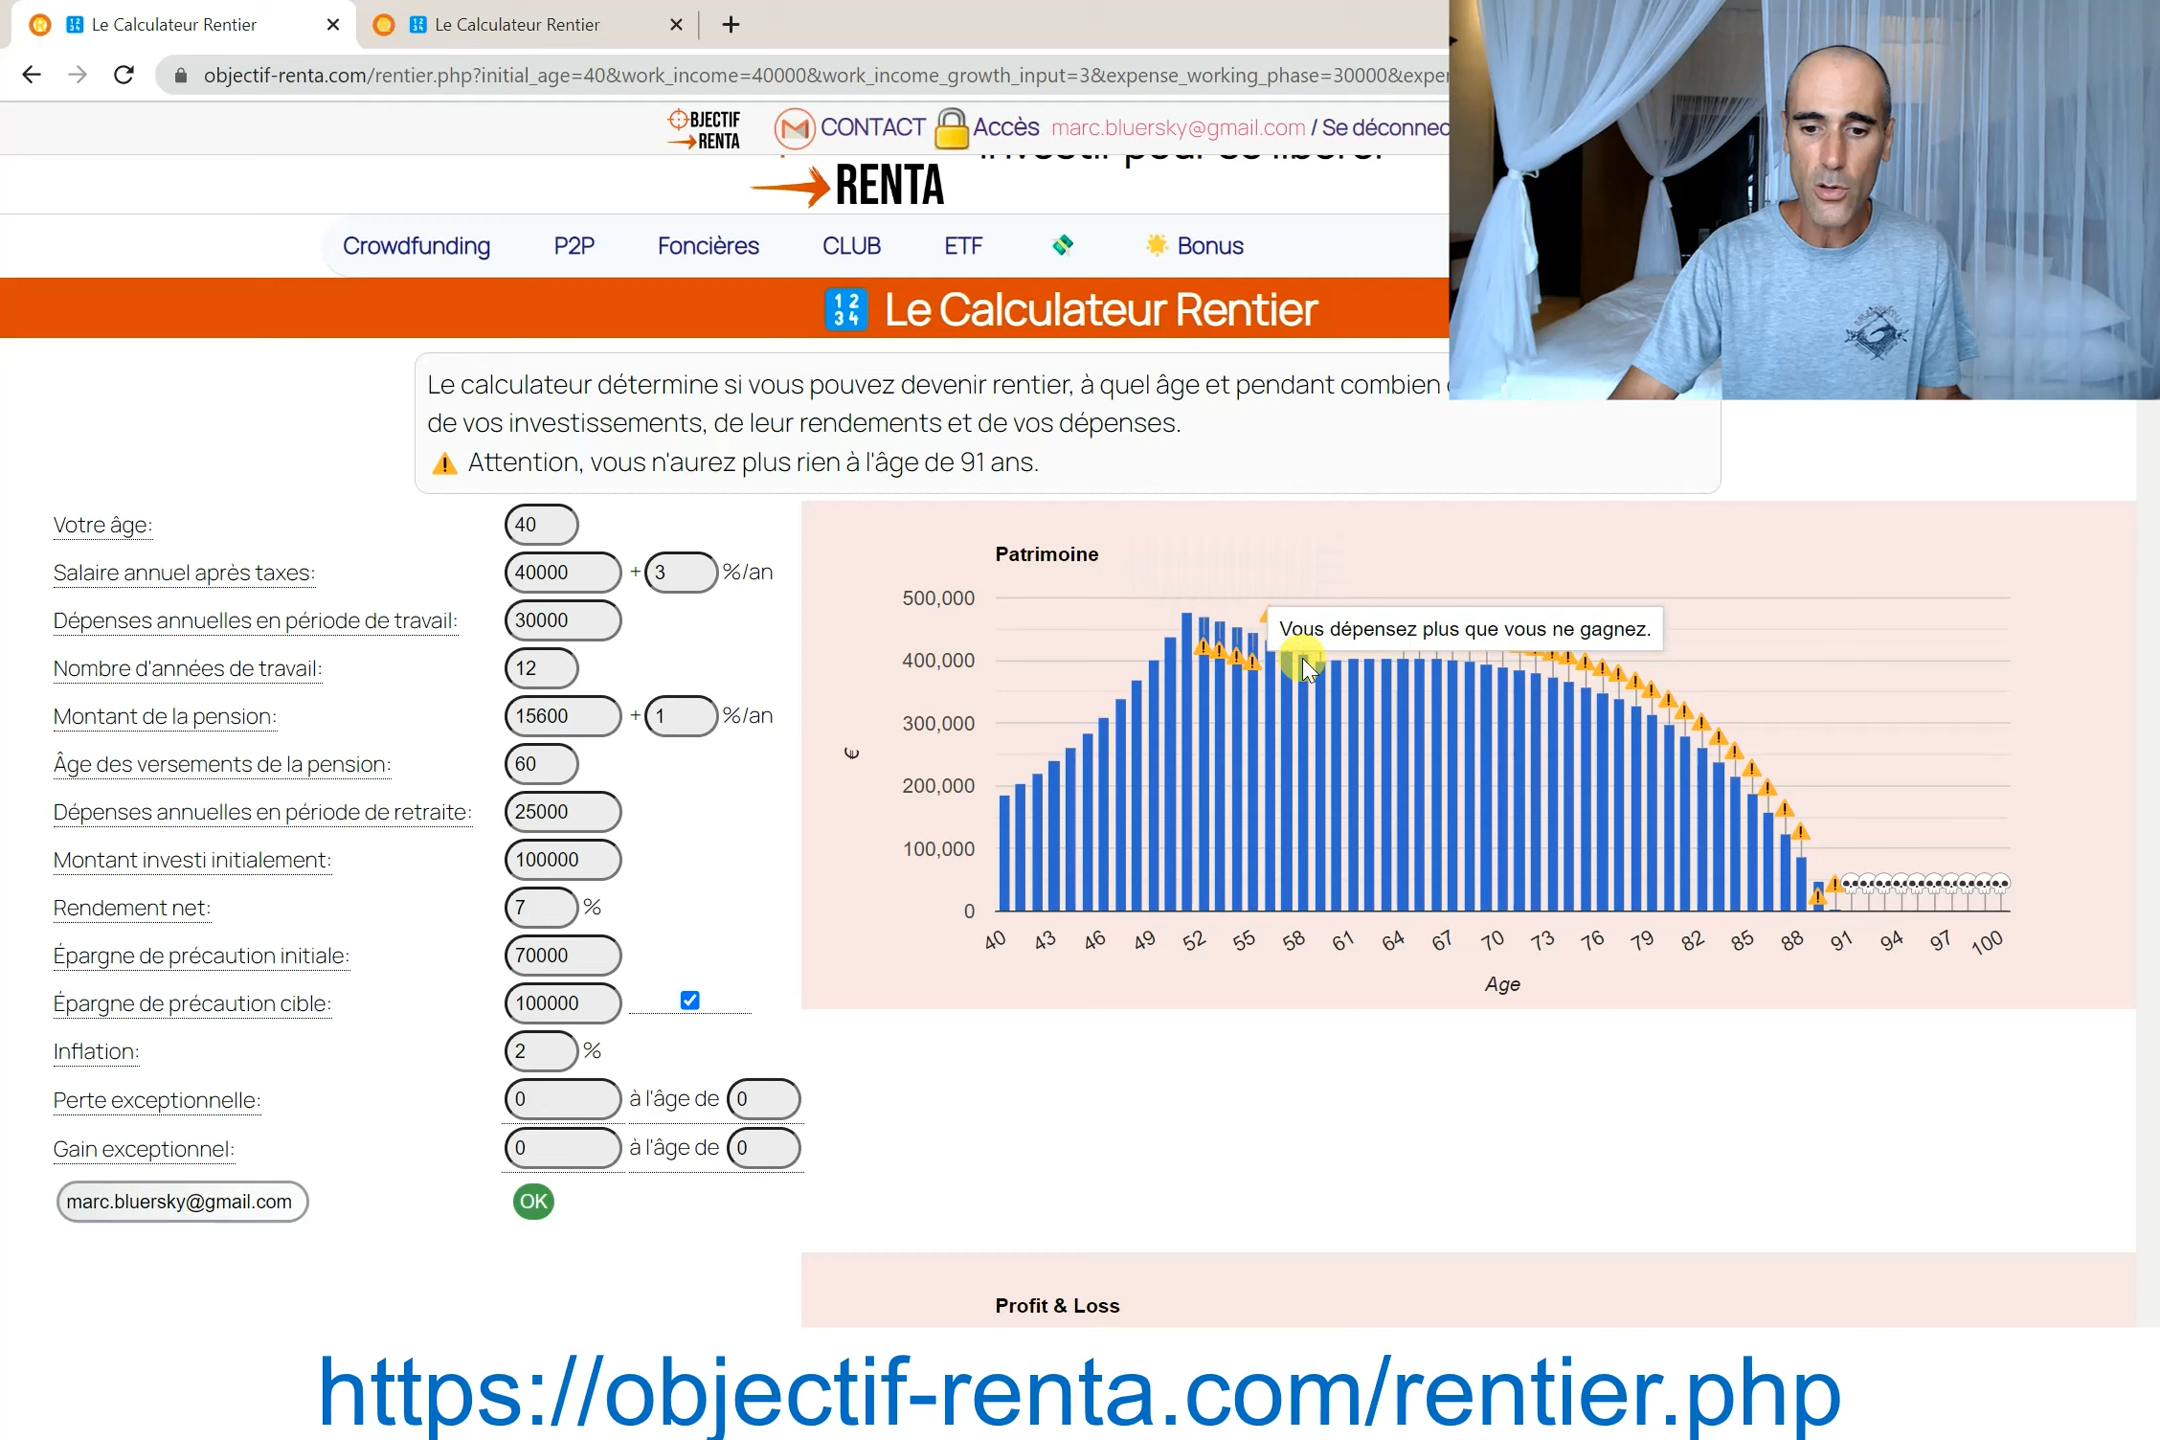 Le Calculateur Rentier
Le Calculateur Rentier
objectif-renta.com/rentier.php?initial_age=40&work_income=40000&work_income_growth_input=3&expense_working_phase=30000&expe
OBJECTIF
RENTA
CONTACT
Accès
marc.bluersky@gmail.com / Se déconnec
RENTA
Crowdfunding
P2P
Foncières
CLUB
ETF
Bonus
1 2
3 4
Le Calculateur Rentier
Le calculateur détermine si vous pouvez devenir rentier, à quel âge et pendant combien
de vos investissements, de leur rendements et de vos dépenses.
Attention, vous n'aurez plus rien à l'âge de 91 ans.
Votre âge: 40
Salaire annuel après taxes: 40000 + 3 %/an
Dépenses annuelles en période de travail: 30000
Nombre d'années de travail: 12
Montant de la pension: 15600 + 1 %/an
Âge des versements de la pension: 60
Dépenses annuelles en période de retraite: 25000
Montant investi initialement: 100000
Rendement net: 7 %
Épargne de précaution initiale: 70000
Épargne de précaution cible: 100000
Inflation: 2 %
Perte exceptionnelle: 0 à l'âge de 0
Gain exceptionnel: 0 à l'âge de 0
marc.bluersky@gmail.com OK
Patrimoine
500,000
400,000
300,000
200,000
100,000
0
€
Vous dépensez plus que vous ne gagnez.
40 43 46 49 52 55 58 61 64 67 70 73 76 79 82 85 88 91 94 97 100
Age
Profit & Loss
https://objectif-renta.com/rentier.php